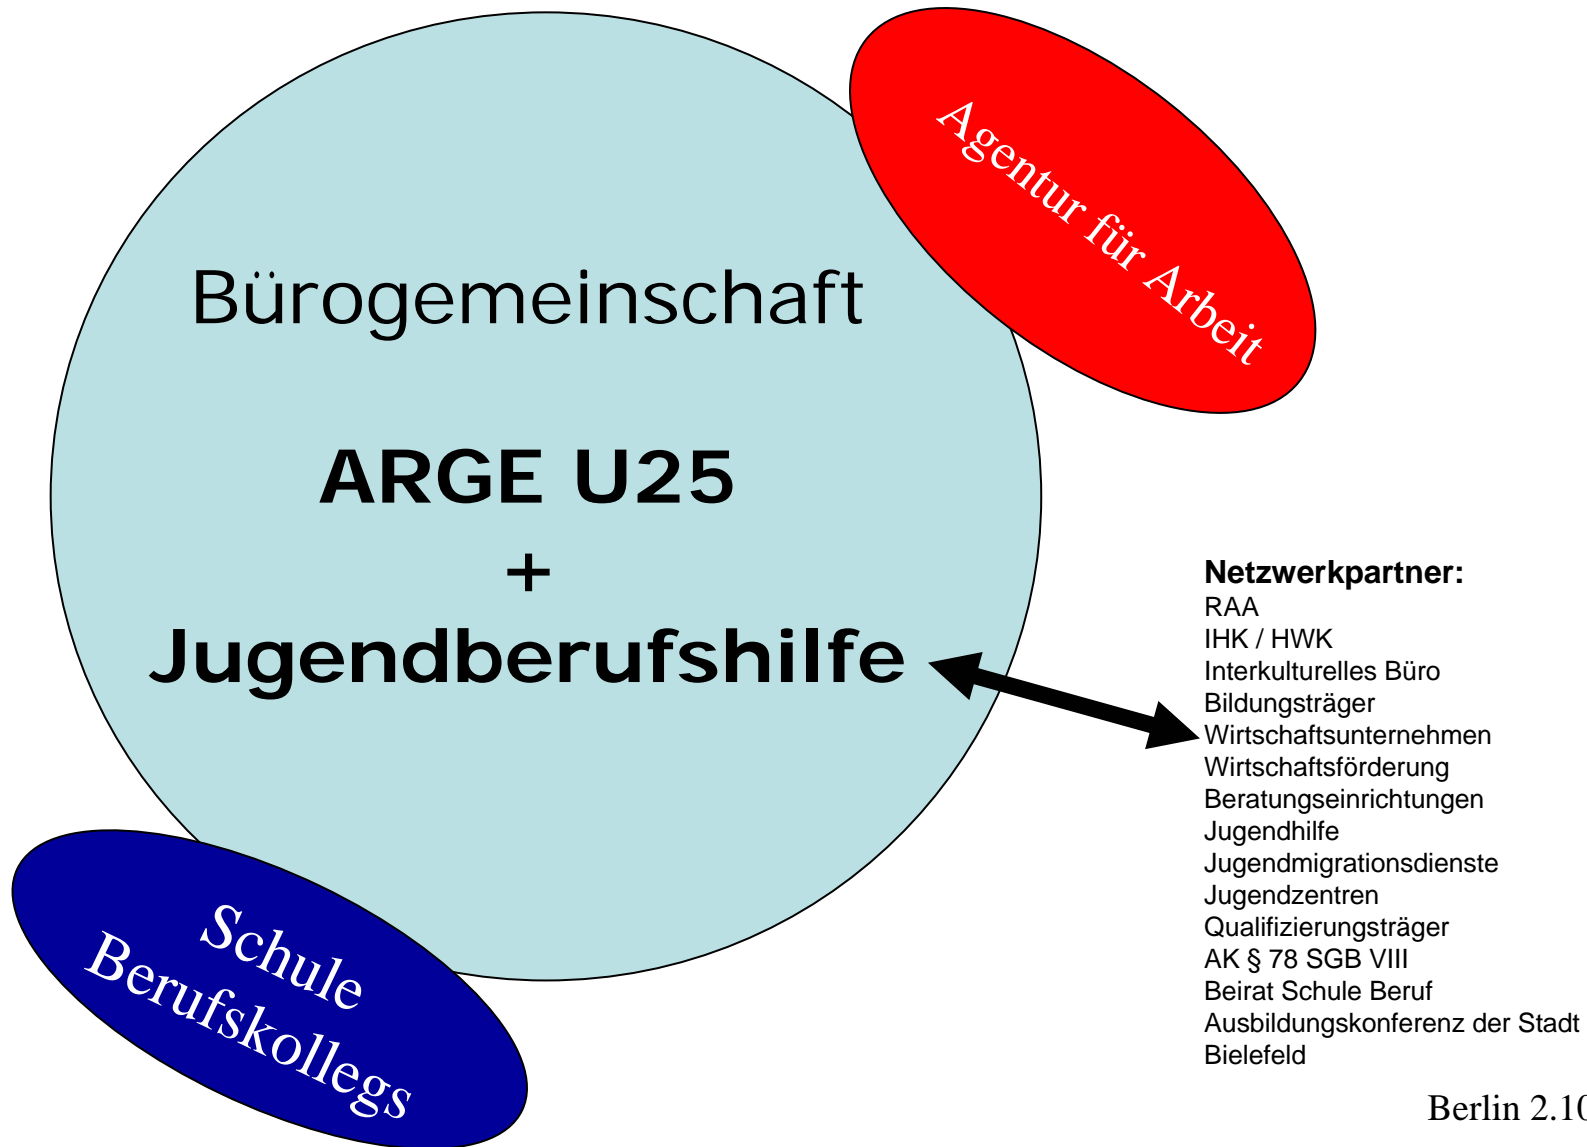 Agentur für Arbeit
Bürogemeinschaft
ARGE U25
+
Jugendberufshilfe
Netzwerkpartner:
RAA
IHK / HWK
Interkulturelles Büro
Bildungsträger
Wirtschaftsunternehmen
Wirtschaftsförderung
Beratungseinrichtungen
Jugendhilfe
Jugendmigrationsdienste
Jugendzentren
Qualifizierungsträger
AK § 78 SGB VIII
Beirat Schule Beruf
Ausbildungskonferenz der Stadt
Bielefeld
Schule
Berufskollegs
Berlin 2.10